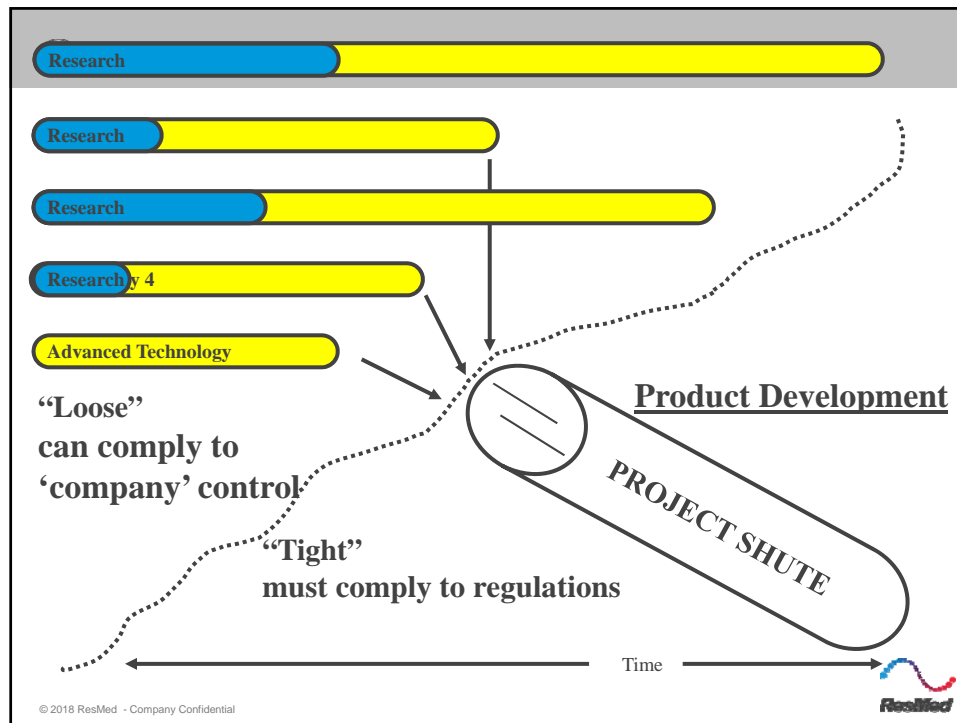 Research
Research
Research
Research y 4
Advanced Technology
“Loose”
can comply to
‘company’ control
Product Development
PROJECT SHUTE
“Tight”
must comply to regulations
Time
© 2018 ResMed - Company Confidential
ResMed